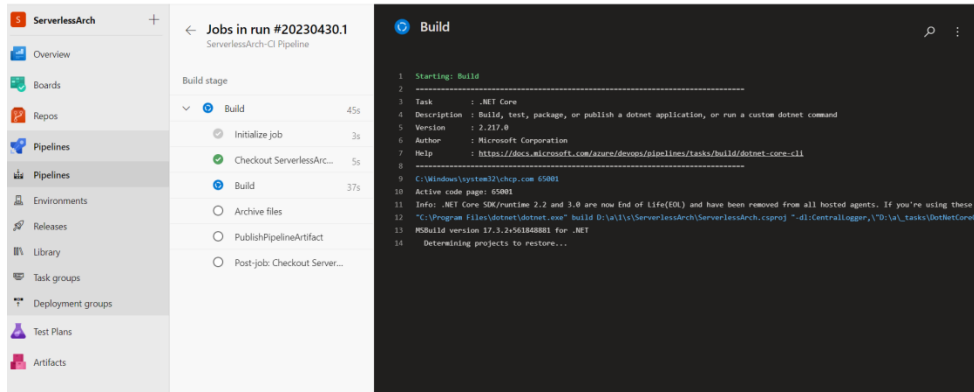 S ServerlessArch +
Overview
Boards
Repos
Pipelines
Pipelines
Environments
Releases
Library
Task groups
Deployment groups
Test Plans
Artifacts
← Jobs in run #20230430.1
ServerlessArch-CI Pipeline
Build stage
Build 45s
Initialize job 3s
Checkout ServerlessArc... 5s
Build 37s
Archive files
PublishPipelineArtifact
Post-job: Checkout Server...
Build
1 Starting: Build
2 ==============================================================================
3 Task : .NET Core
4 Description : Build, test, package, or publish a dotnet application, or run a custom dotnet command
5 Version : 2.217.0
6 Author : Microsoft Corporation
7 Help : https://docs.microsoft.com/azure/devops/pipelines/tasks/build/dotnet-core-cli
8 ==============================================================================
9 C:\Windows\system32\chcp.com 65001
10 Active code page: 65001
11 Info: .NET Core SDK/runtime 2.2 and 3.0 are now End of Life(EOL) and have been removed from all hosted agents. If you're using these
12 "C:\Program Files\dotnet\dotnet.exe" build D:\a\1\s\ServerlessArch\ServerlessArch.csproj "-dl:CentralLogger,\"D:\a\_tasks\DotNetCore
13 MSBuild version 17.3.2+561848881 for .NET
14 Determining projects to restore...